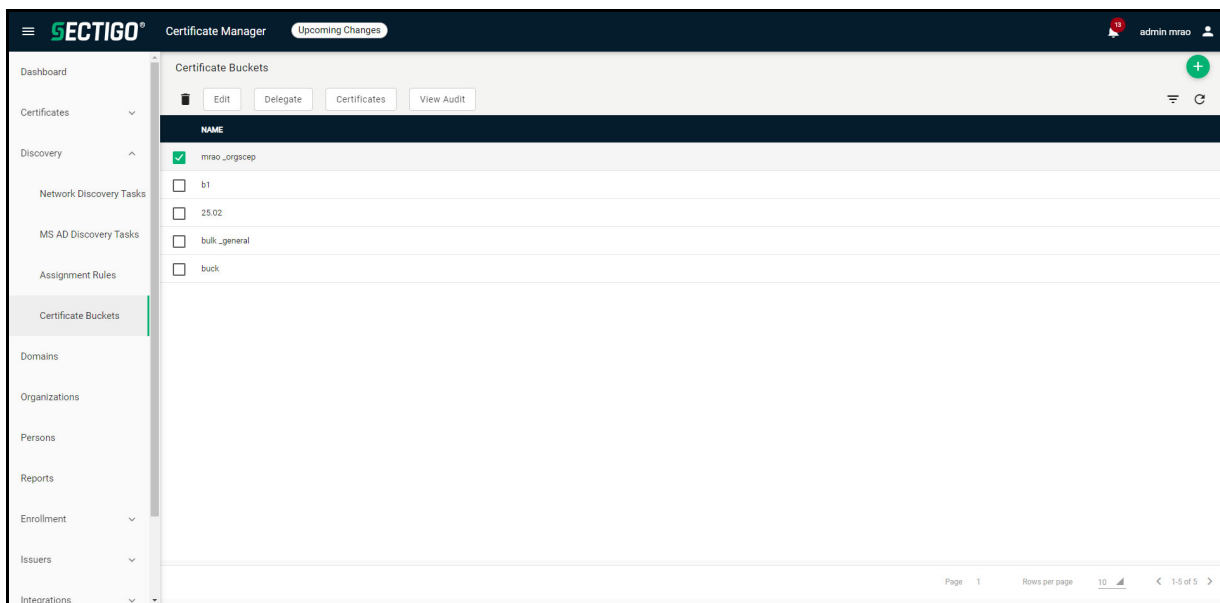 SECTIGO® Certificate Manager Upcoming Changes 13 admin mrao
Dashboard
Certificates
Discovery
Network Discovery Tasks
MS AD Discovery Tasks
Assignment Rules
Certificate Buckets
Domains
Organizations
Persons
Reports
Enrollment
Issuers
Integrations
Certificate Buckets
Edit Delegate Certificates View Audit
NAME
mrao _orgscep
b1
25.02
bulk _general
buck
Page 1 Rows per page 10 1-5 of 5